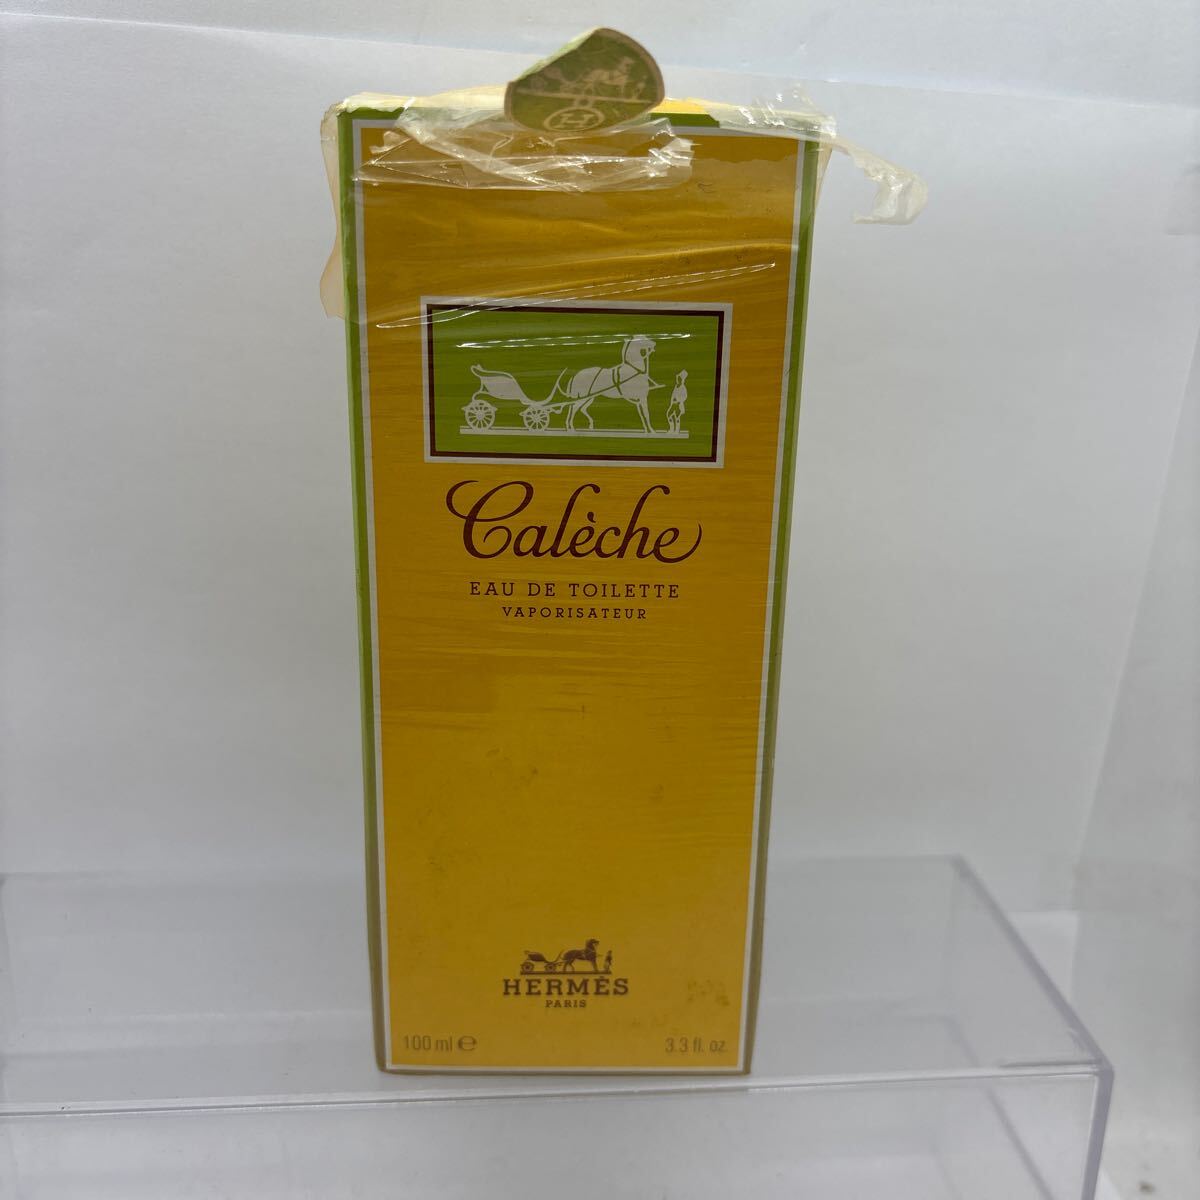 H
Calèche
EAU DE TOILETTE
VAPORISATEUR
HERMÈS
PARIS
100 ml ℮
3.3 fl. oz.